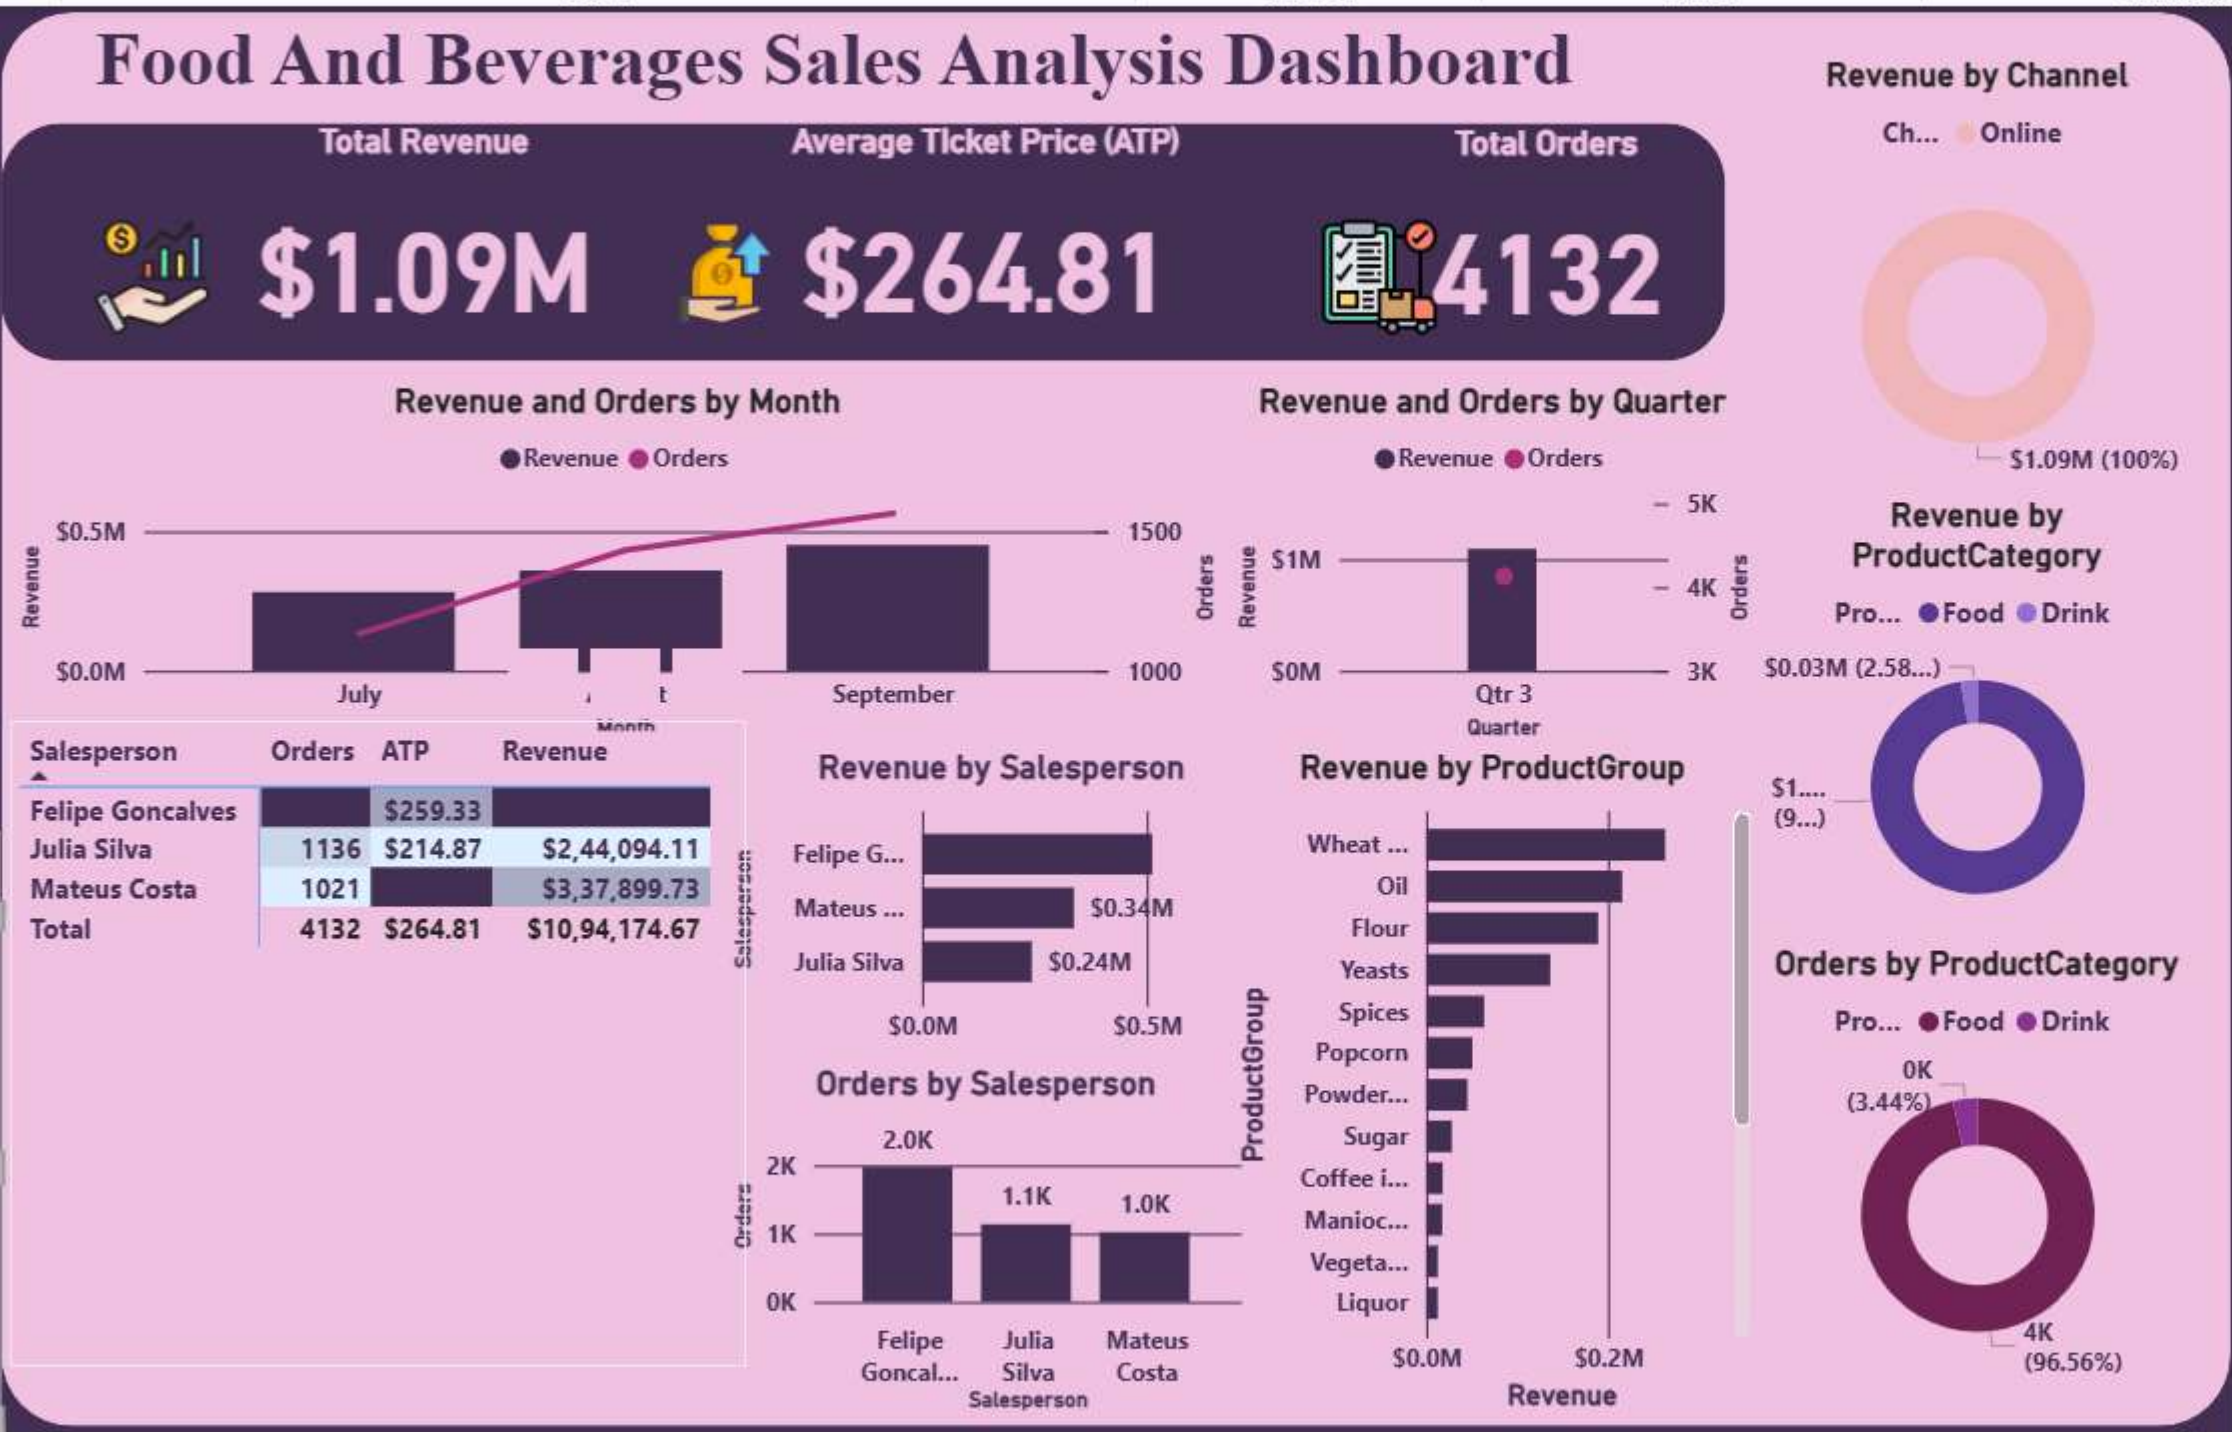 Food And Beverages Sales Analysis Dashboard
Total Revenue
Average Ticket Price (ATP)
Total Orders
$1.09M
$264.81
4132
Revenue by Channel
Ch... Online
$1.09M (100%)
Revenue and Orders by Month
Revenue Orders
Revenue
$0.5M
$0.0M
1500
1000
Orders
July
September
Month
Revenue and Orders by Quarter
Revenue Orders
Revenue
$1M
$0M
5K
4K
3K
Orders
Qtr 3
Quarter
Revenue by
ProductCategory
Pro... Food Drink
$0.03M (2.58...)
$1....
(9...)
Salesperson Orders ATP Revenue
Felipe Goncalves $259.33
Julia Silva 1136 $214.87 $2,44,094.11
Mateus Costa 1021 $3,37,899.73
Total 4132 $264.81 $10,94,174.67
Revenue by Salesperson
Salesperson
Felipe G...
Mateus ... $0.34M
Julia Silva $0.24M
$0.0M $0.5M
Orders by Salesperson
Orders
2K
1K
0K
2.0K
1.1K
1.0K
Felipe
Goncal...
Julia
Silva
Mateus
Costa
Salesperson
Revenue by ProductGroup
ProductGroup
Wheat ...
Oil
Flour
Yeasts
Spices
Popcorn
Powder...
Sugar
Coffee i...
Manioc...
Vegeta...
Liquor
$0.0M $0.2M
Revenue
Orders by ProductCategory
Pro... Food Drink
0K
(3.44%)
4K
(96.56%)